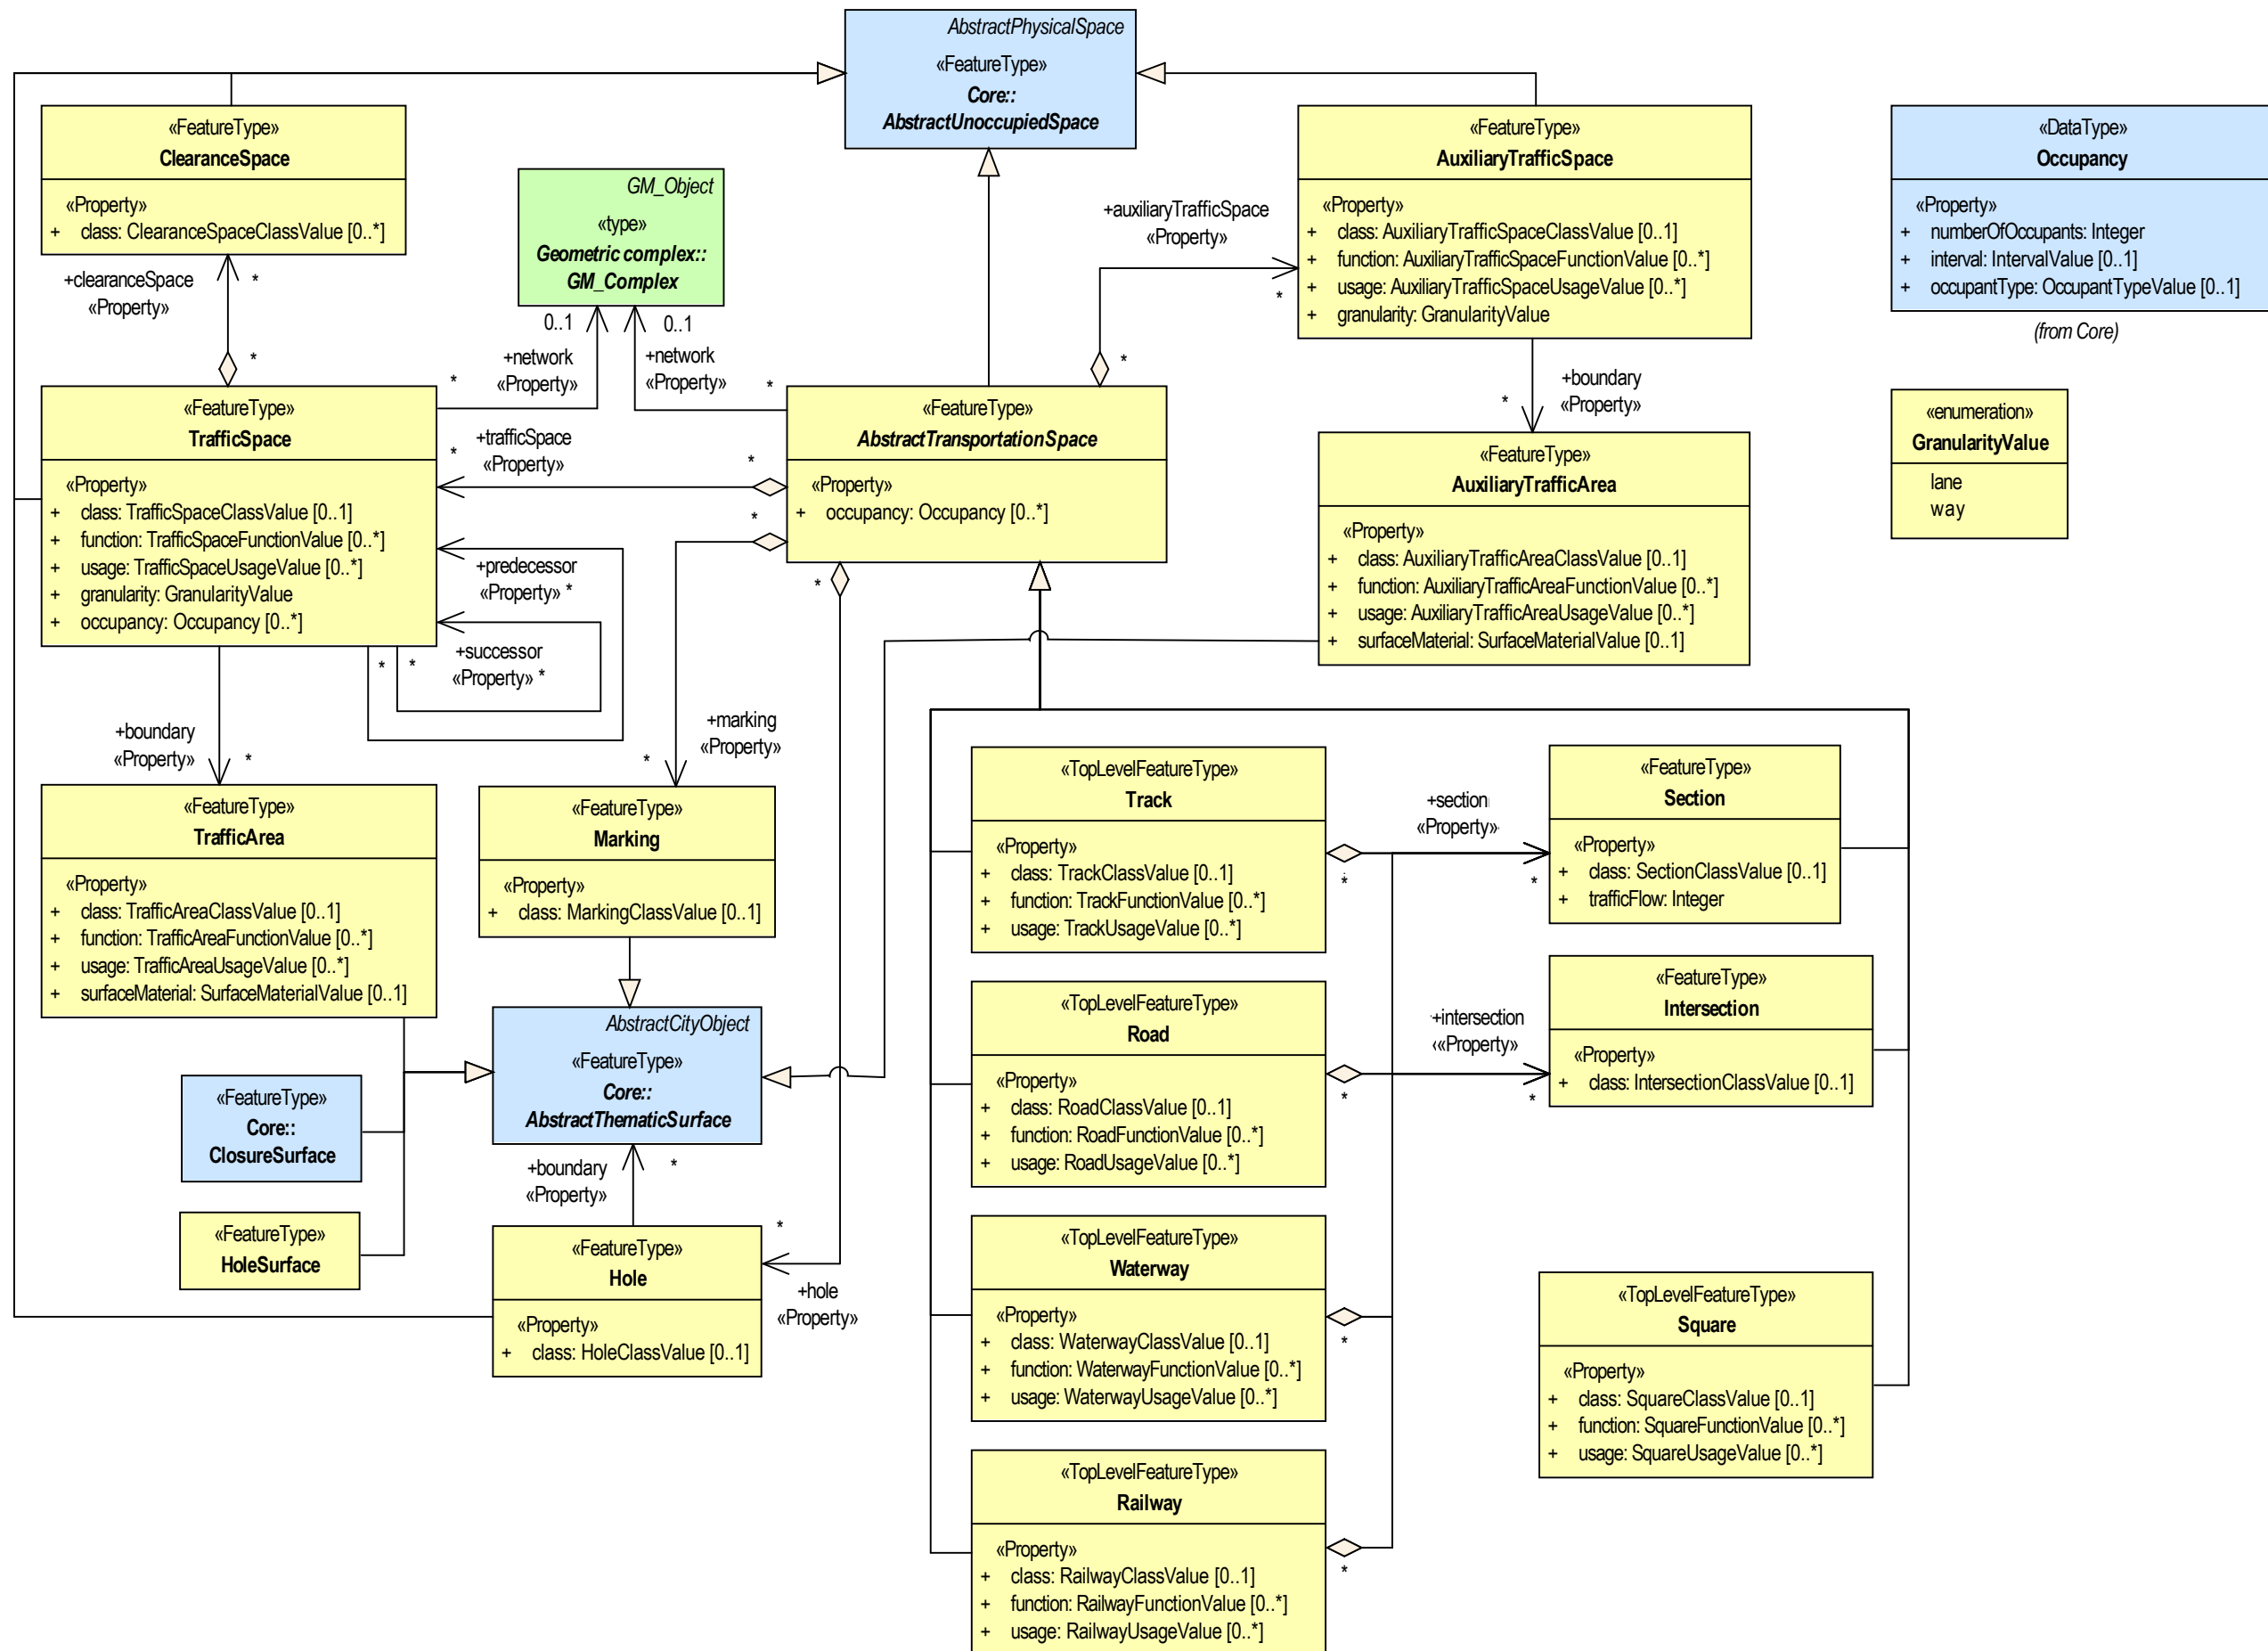 AbstractPhysicalSpace
«FeatureType»
Core::
AbstractUnoccupiedSpace
«FeatureType»
ClearanceSpace
«Property»
+ class: ClearanceSpaceClassValue [0..*]
GM_Object
«type»
Geometric complex::
GM_Complex
«FeatureType»
AuxiliaryTrafficSpace
«Property»
+ class: AuxiliaryTrafficSpaceClassValue [0..1]
+ function: AuxiliaryTrafficSpaceFunctionValue [0..*]
+ usage: AuxiliaryTrafficSpaceUsageValue [0..*]
+ granularity: GranularityValue
«DataType»
Occupancy
«Property»
+ numberOfOccupants: Integer
+ interval: IntervalValue [0..1]
+ occupantType: OccupantTypeValue [0..1]
(from Core)
+auxiliaryTrafficSpace
«Property»
*
*
+clearanceSpace
«Property»
*
*
0..1
0..1
+network
«Property»
*
+network
«Property»
*
+boundary
«Property»
*
«enumeration»
GranularityValue
lane
way
«FeatureType»
TrafficSpace
«Property»
+ class: TrafficSpaceClassValue [0..1]
+ function: TrafficSpaceFunctionValue [0..*]
+ usage: TrafficSpaceUsageValue [0..*]
+ granularity: GranularityValue
+ occupancy: Occupancy [0..*]
+trafficSpace
«Property»
*
*
«FeatureType»
AbstractTransportationSpace
«Property»
+ occupancy: Occupancy [0..*]
*
*
«FeatureType»
AuxiliaryTrafficArea
«Property»
+ class: AuxiliaryTrafficAreaClassValue [0..1]
+ function: AuxiliaryTrafficAreaFunctionValue [0..*]
+ usage: AuxiliaryTrafficAreaUsageValue [0..*]
+ surfaceMaterial: SurfaceMaterialValue [0..1]
+predecessor
«Property» *
+successor
«Property» *
*
*
+boundary
«Property»
*
+marking
«Property»
*
«FeatureType»
TrafficArea
«Property»
+ class: TrafficAreaClassValue [0..1]
+ function: TrafficAreaFunctionValue [0..*]
+ usage: TrafficAreaUsageValue [0..*]
+ surfaceMaterial: SurfaceMaterialValue [0..1]
«FeatureType»
Marking
«Property»
+ class: MarkingClassValue [0..1]
«TopLevelFeatureType»
Track
«Property»
+ class: TrackClassValue [0..1]
+ function: TrackFunctionValue [0..*]
+ usage: TrackUsageValue [0..*]
*
+section
«Property»
*
«FeatureType»
Section
«Property»
+ class: SectionClassValue [0..1]
+ trafficFlow: Integer
AbstractCityObject
«FeatureType»
Core::
AbstractThematicSurface
«FeatureType»
Core::
ClosureSurface
«FeatureType»
HoleSurface
+boundary
«Property»
*
«TopLevelFeatureType»
Road
«Property»
+ class: RoadClassValue [0..1]
+ function: RoadFunctionValue [0..*]
+ usage: RoadUsageValue [0..*]
*
+intersection
«Property»
*
«FeatureType»
Intersection
«Property»
+ class: IntersectionClassValue [0..1]
«FeatureType»
Hole
«Property»
+ class: HoleClassValue [0..1]
*
+hole
«Property»
«TopLevelFeatureType»
Waterway
«Property»
+ class: WaterwayClassValue [0..1]
+ function: WaterwayFunctionValue [0..*]
+ usage: WaterwayUsageValue [0..*]
*
«TopLevelFeatureType»
Square
«Property»
+ class: SquareClassValue [0..1]
+ function: SquareFunctionValue [0..*]
+ usage: SquareUsageValue [0..*]
«TopLevelFeatureType»
Railway
«Property»
+ class: RailwayClassValue [0..1]
+ function: RailwayFunctionValue [0..*]
+ usage: RailwayUsageValue [0..*]
*